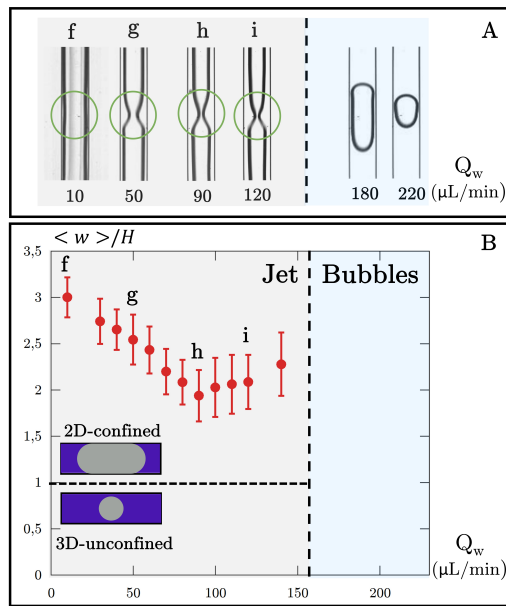 A
f g h i
10 50 90 120 180 220
Q_w
(μL/min)
< w >/H
B
3,5
3
2,5
2
1,5
1
0,5
0
f
g
h
i
Jet
Bubbles
2D-confined
3D-unconfined
0 50 100 150 200
Q_w
(μL/min)